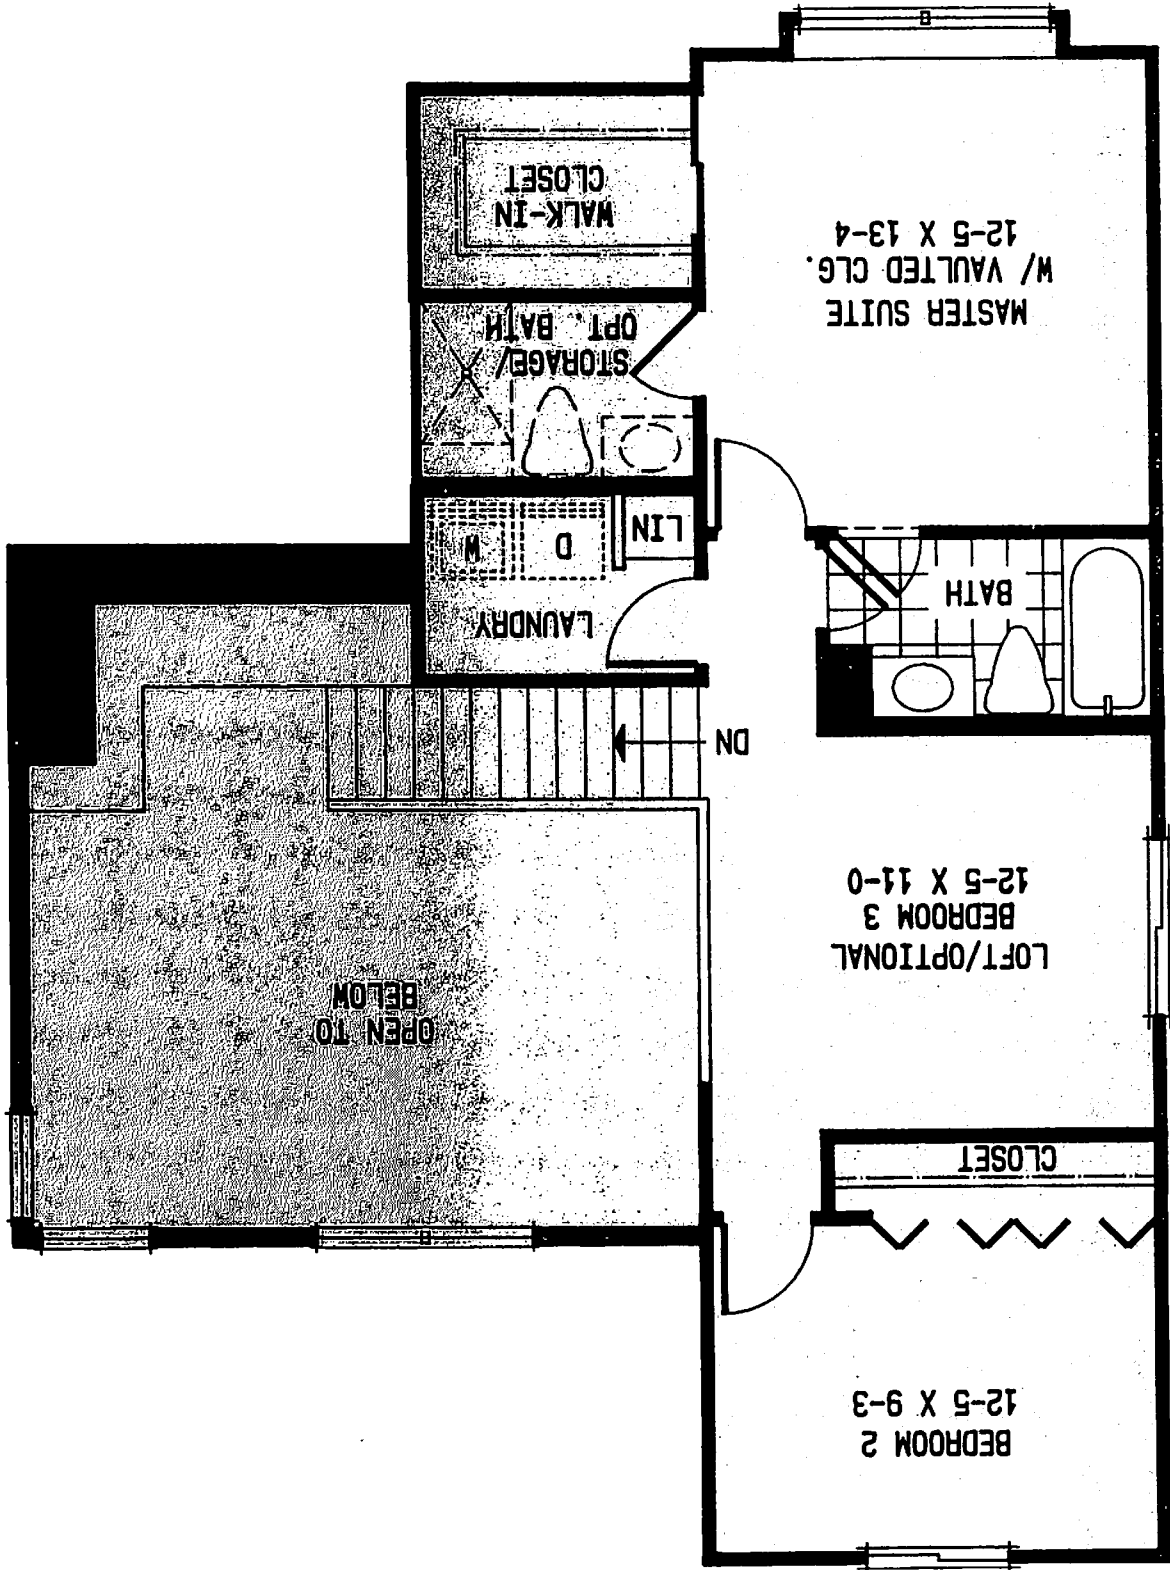 BEDROOM 2
12-5 X 9-3
CLOSET
LOFT/OPTIONAL
BEDROOM 3
12-5 X 11-0
OPEN TO
BELOW
DN
BATH
LAUNDRY
LIN
D
W
STORAGE/
OPT. BATH
MASTER SUITE
W/ VAULTED CLG.
12-5 X 13-4
WALK-IN
CLOSET